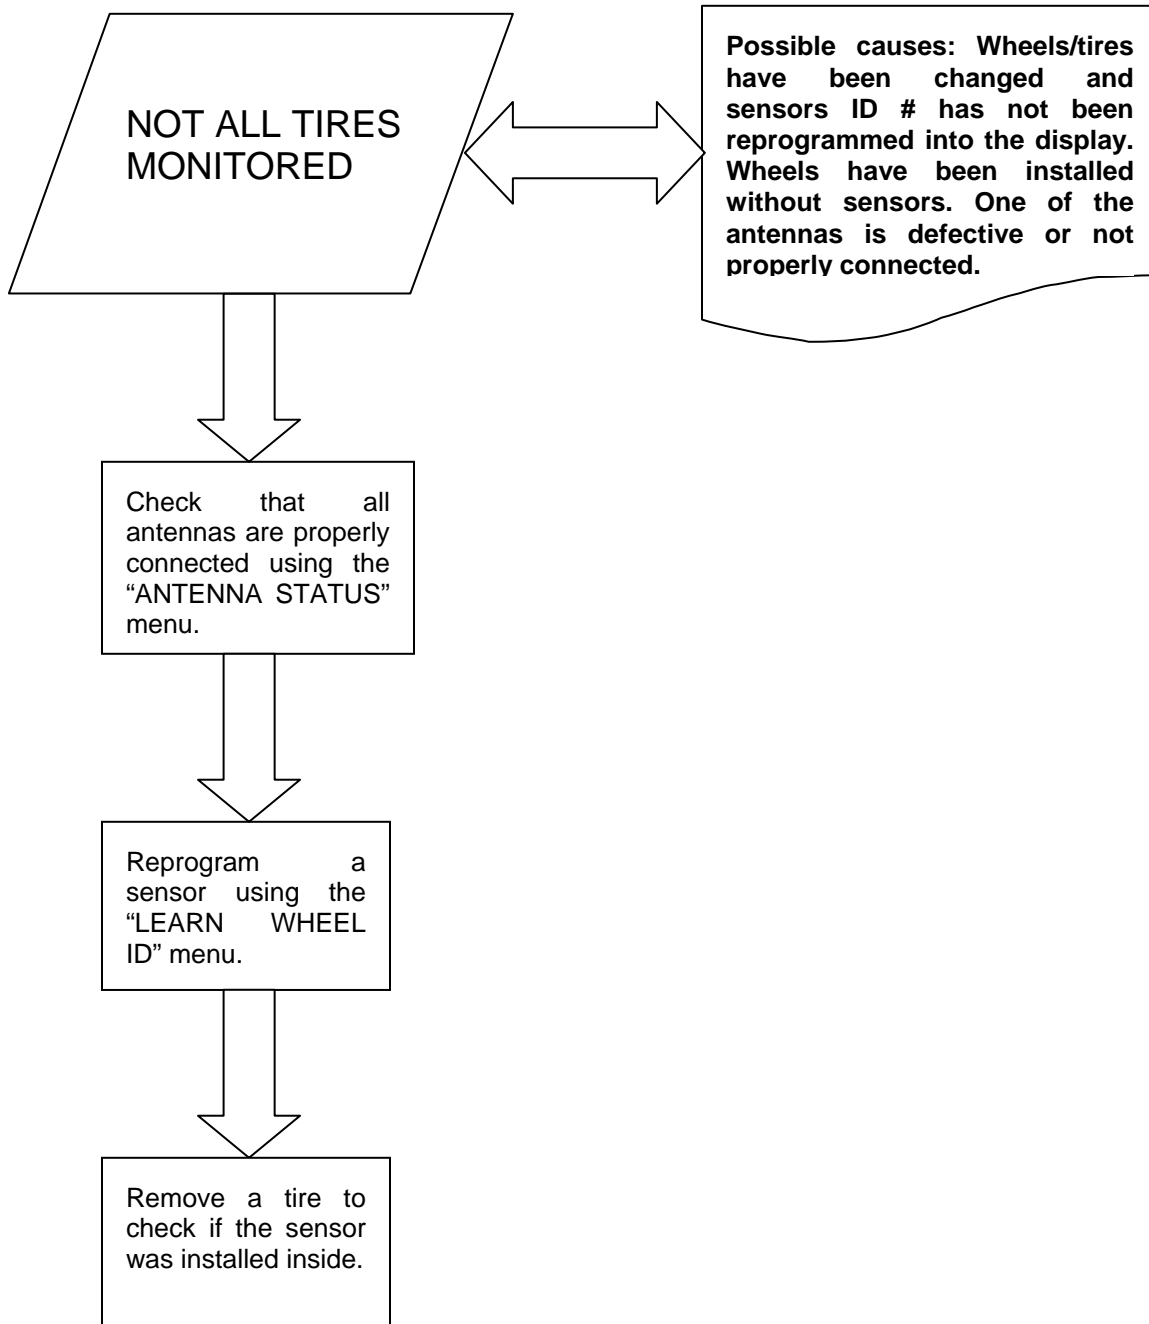 NOT ALL TIRES
MONITORED
Possible causes: Wheels/tires
have been changed and
sensors ID # has not been
reprogrammed into the display.
Wheels have been installed
without sensors. One of the
antennas is defective or not
properly connected.
Check that all
antennas are properly
connected using the
“ANTENNA STATUS”
menu.
Reprogram a
sensor using the
“LEARN WHEEL
ID” menu.
Remove a tire to
check if the sensor
was installed inside.